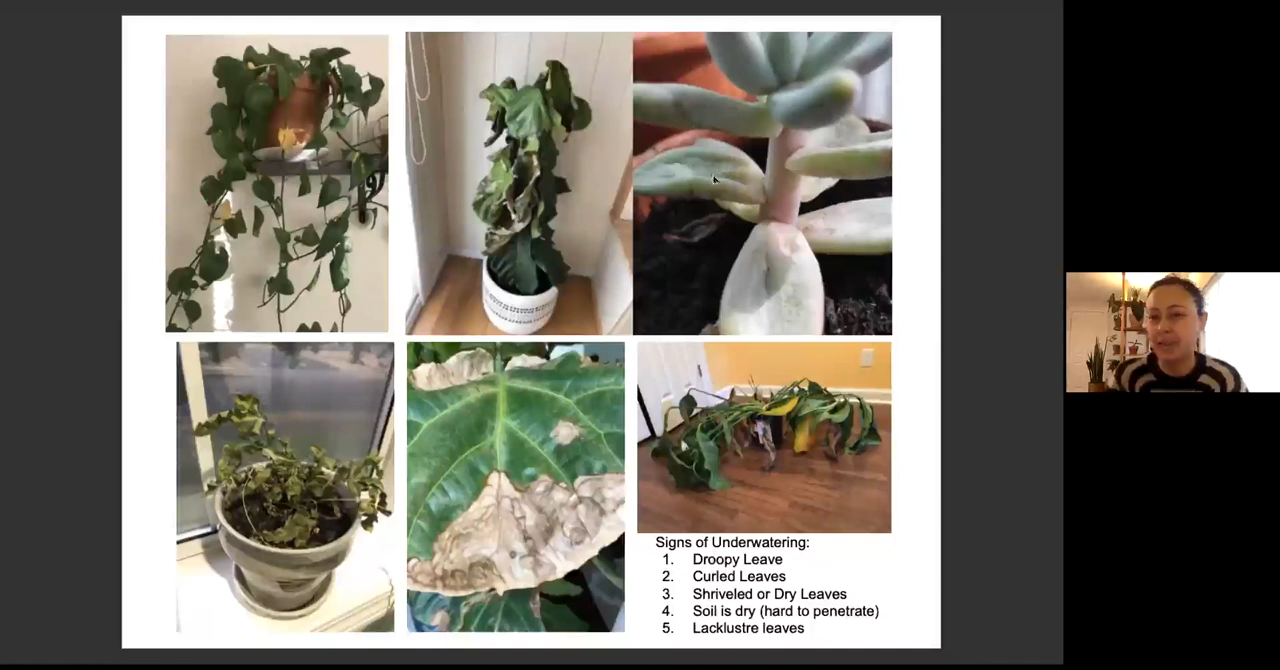 Signs of Underwatering:
1. Droopy Leave
2. Curled Leaves
3. Shriveled or Dry Leaves
4. Soil is dry (hard to penetrate)
5. Lacklustre leaves